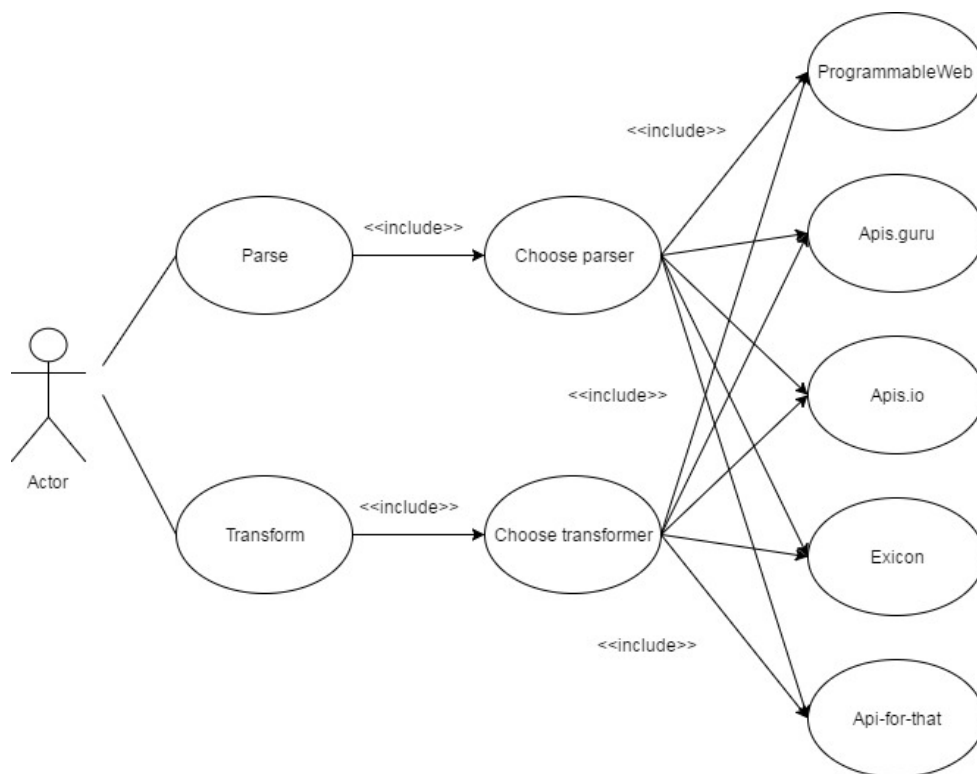 ProgrammableWeb
<<include>>
<<include>>
Parse
Choose parser
Apis.guru
<<include>>
Apis.io
Actor
<<include>>
Transform
Choose transformer
Exicon
<<include>>
Api-for-that